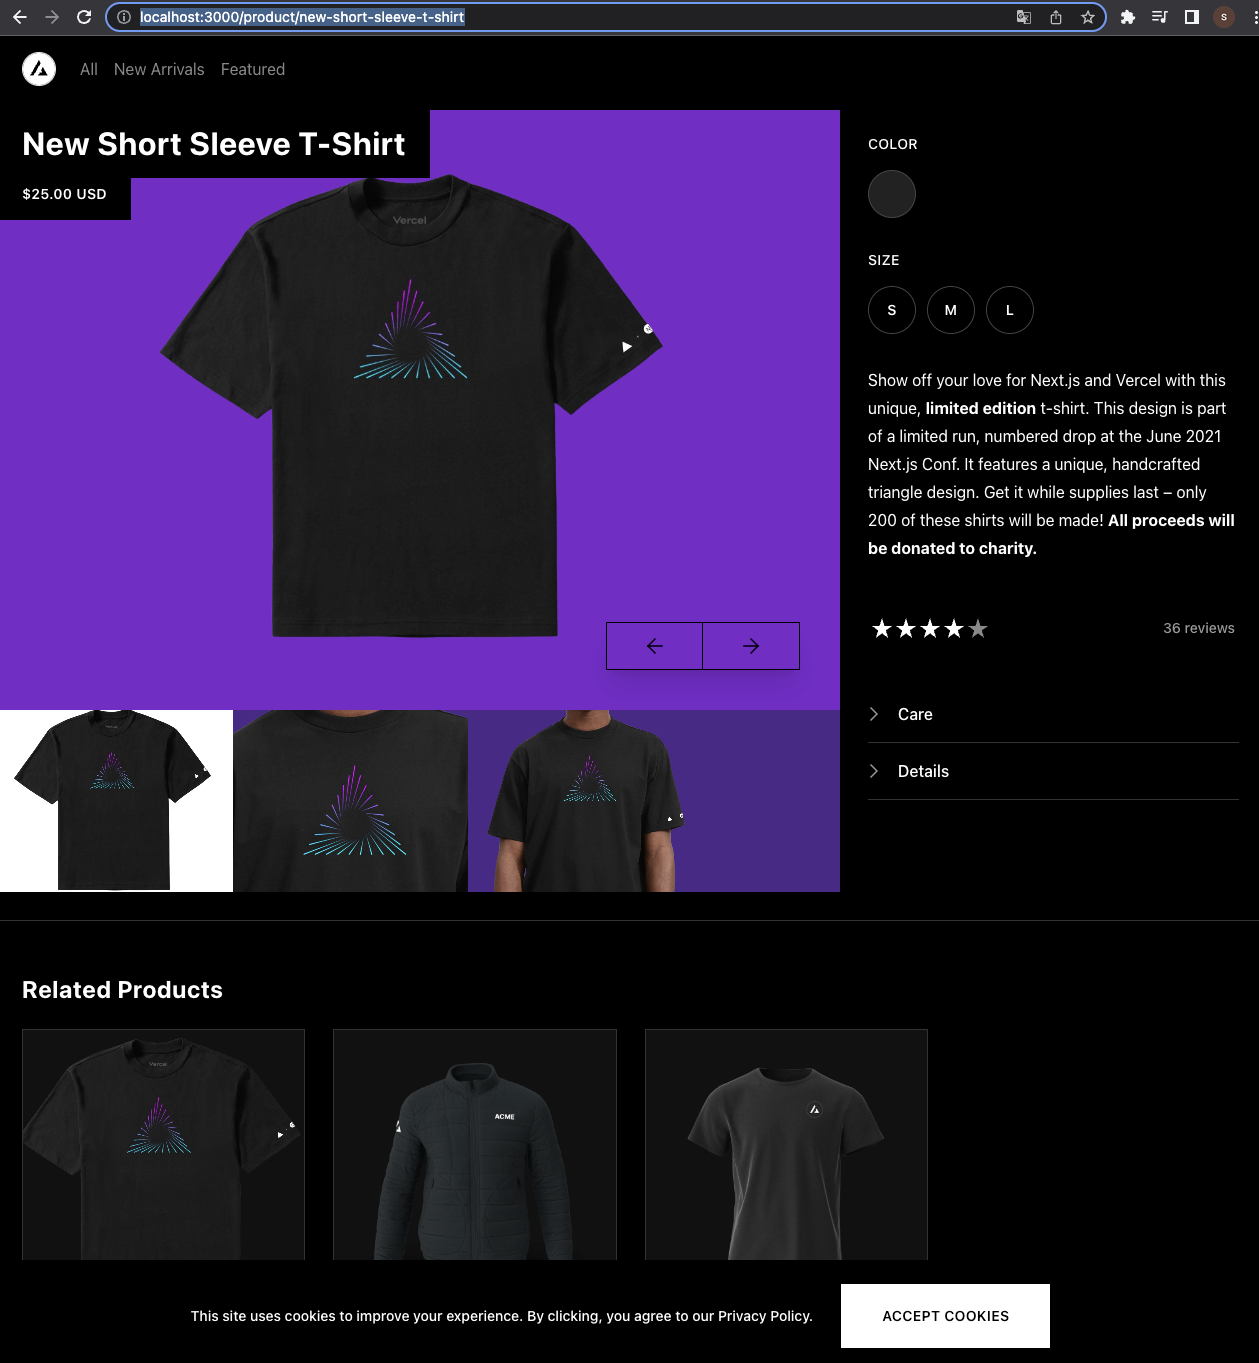 localhost:3000/product/new-short-sleeve-t-shirt
S
All New Arrivals Featured
New Short Sleeve T-Shirt
$25.00 USD
Vercel
COLOR
SIZE
S M L
Show off your love for Next.js and Vercel with this
unique, limited edition t-shirt. This design is part
of a limited run, numbered drop at the June 2021
Next.js Conf. It features a unique, handcrafted
triangle design. Get it while supplies last – only
200 of these shirts will be made! All proceeds will
be donated to charity.
36 reviews
Care
Details
Related Products
Vercel
ACME
This site uses cookies to improve your experience. By clicking, you agree to our Privacy Policy.
ACCEPT COOKIES